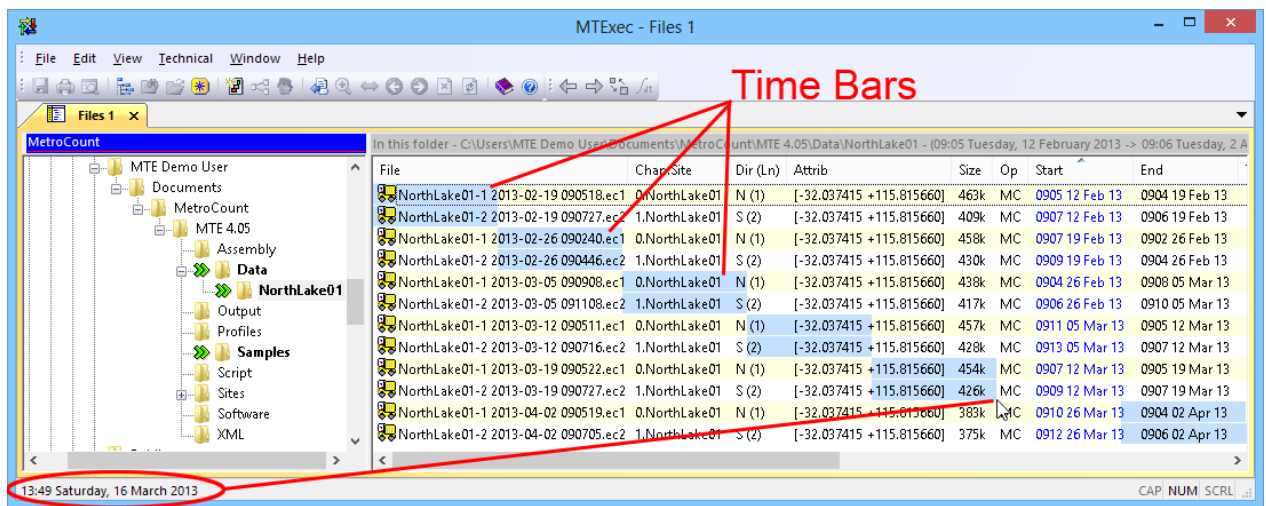 MTExec - Files 1
File Edit View Technical Window Help
Time Bars
Files 1 X
MetroCount
In this folder - C:\Users\MTE Demo User\Documents\MetroCount\MTE 4.05\Data\NorthLake01 - (09:05 Tuesday, 12 February 2013 -> 09:06 Tuesday, 2 A
MTE Demo User
Documents
MetroCount
MTE 4.05
Assembly
Data
NorthLake01
Output
Profiles
Samples
Script
Sites
Software
XML
File Chan.Site Dir (Ln) Attrib Size Op Start End
NorthLake01-1 2013-02-19 090518.ec1 0.NorthLake01 N (1) [-32.037415 +115.815660] 463k MC 0905 12 Feb 13 0904 19 Feb 13
NorthLake01-2 2013-02-19 090727.ec2 1.NorthLake01 S (2) [-32.037415 +115.815660] 409k MC 0907 12 Feb 13 0906 19 Feb 13
NorthLake01-1 2013-02-26 090240.ec1 0.NorthLake01 N (1) [-32.037415 +115.815660] 458k MC 0907 19 Feb 13 0902 26 Feb 13
NorthLake01-2 2013-02-26 090446.ec2 1.NorthLake01 S (2) [-32.037415 +115.815660] 430k MC 0909 19 Feb 13 0904 26 Feb 13
NorthLake01-1 2013-03-05 090908.ec1 0.NorthLake01 N (1) [-32.037415 +115.815660] 438k MC 0904 26 Feb 13 0908 05 Mar 13
NorthLake01-2 2013-03-05 091108.ec2 1.NorthLake01 S (2) [-32.037415 +115.815660] 417k MC 0906 26 Feb 13 0910 05 Mar 13
NorthLake01-1 2013-03-12 090511.ec1 0.NorthLake01 N (1) [-32.037415 +115.815660] 457k MC 0911 05 Mar 13 0905 12 Mar 13
NorthLake01-2 2013-03-12 090716.ec2 1.NorthLake01 S (2) [-32.037415 +115.815660] 428k MC 0913 05 Mar 13 0907 12 Mar 13
NorthLake01-1 2013-03-19 090522.ec1 0.NorthLake01 N (1) [-32.037415 +115.815660] 454k MC 0907 12 Mar 13 0905 19 Mar 13
NorthLake01-2 2013-03-19 090727.ec2 1.NorthLake01 S (2) [-32.037415 +115.815660] 426k MC 0909 12 Mar 13 0907 19 Mar 13
NorthLake01-1 2013-04-02 090519.ec1 0.NorthLake01 N (1) [-32.037415 +115.815660] 383k MC 0910 26 Mar 13 0904 02 Apr 13
NorthLake01-2 2013-04-02 090705.ec2 1.NorthLake01 S (2) [-32.037415 +115.815660] 375k MC 0912 26 Mar 13 0906 02 Apr 13
13:49 Saturday, 16 March 2013
CAP NUM SCRL